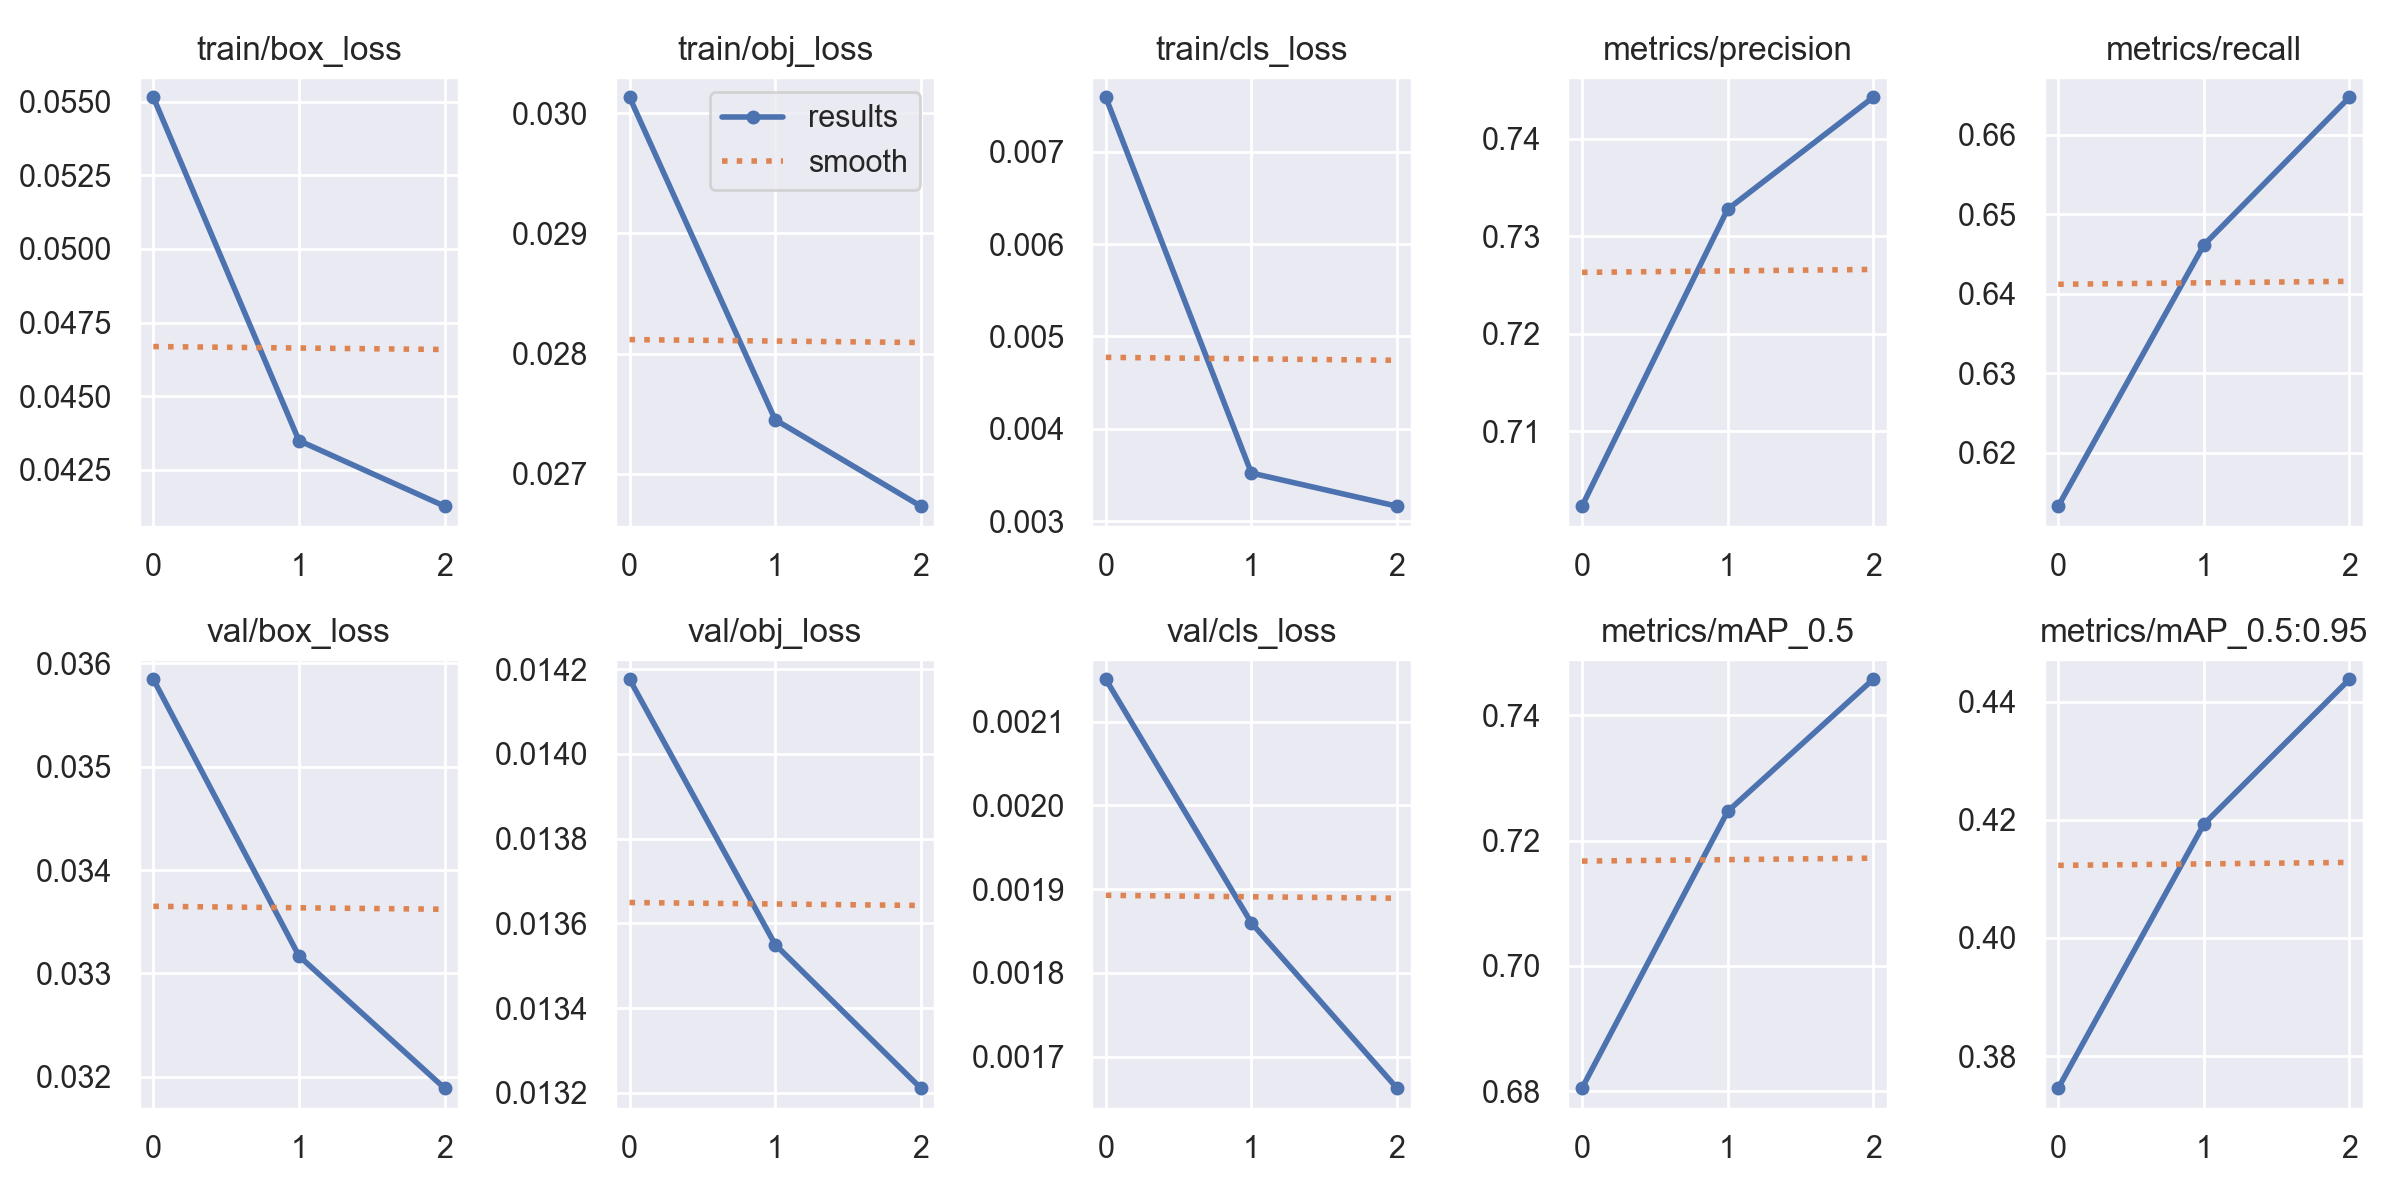 train/box_loss
0.0550
0.0525
0.0500
0.0475
0.0450
0.0425
0 1 2
train/obj_loss
results
smooth
0.030
0.029
0.028
0.027
0 1 2
train/cls_loss
0.007
0.006
0.005
0.004
0.003
0 1 2
metrics/precision
0.74
0.73
0.72
0.71
0 1 2
metrics/recall
0.66
0.65
0.64
0.63
0.62
0 1 2
val/box_loss
0.036
0.035
0.034
0.033
0.032
0 1 2
val/obj_loss
0.0142
0.0140
0.0138
0.0136
0.0134
0.0132
0 1 2
val/cls_loss
0.0021
0.0020
0.0019
0.0018
0.0017
0 1 2
metrics/mAP_0.5
0.74
0.72
0.70
0.68
0 1 2
metrics/mAP_0.5:0.95
0.44
0.42
0.40
0.38
0 1 2